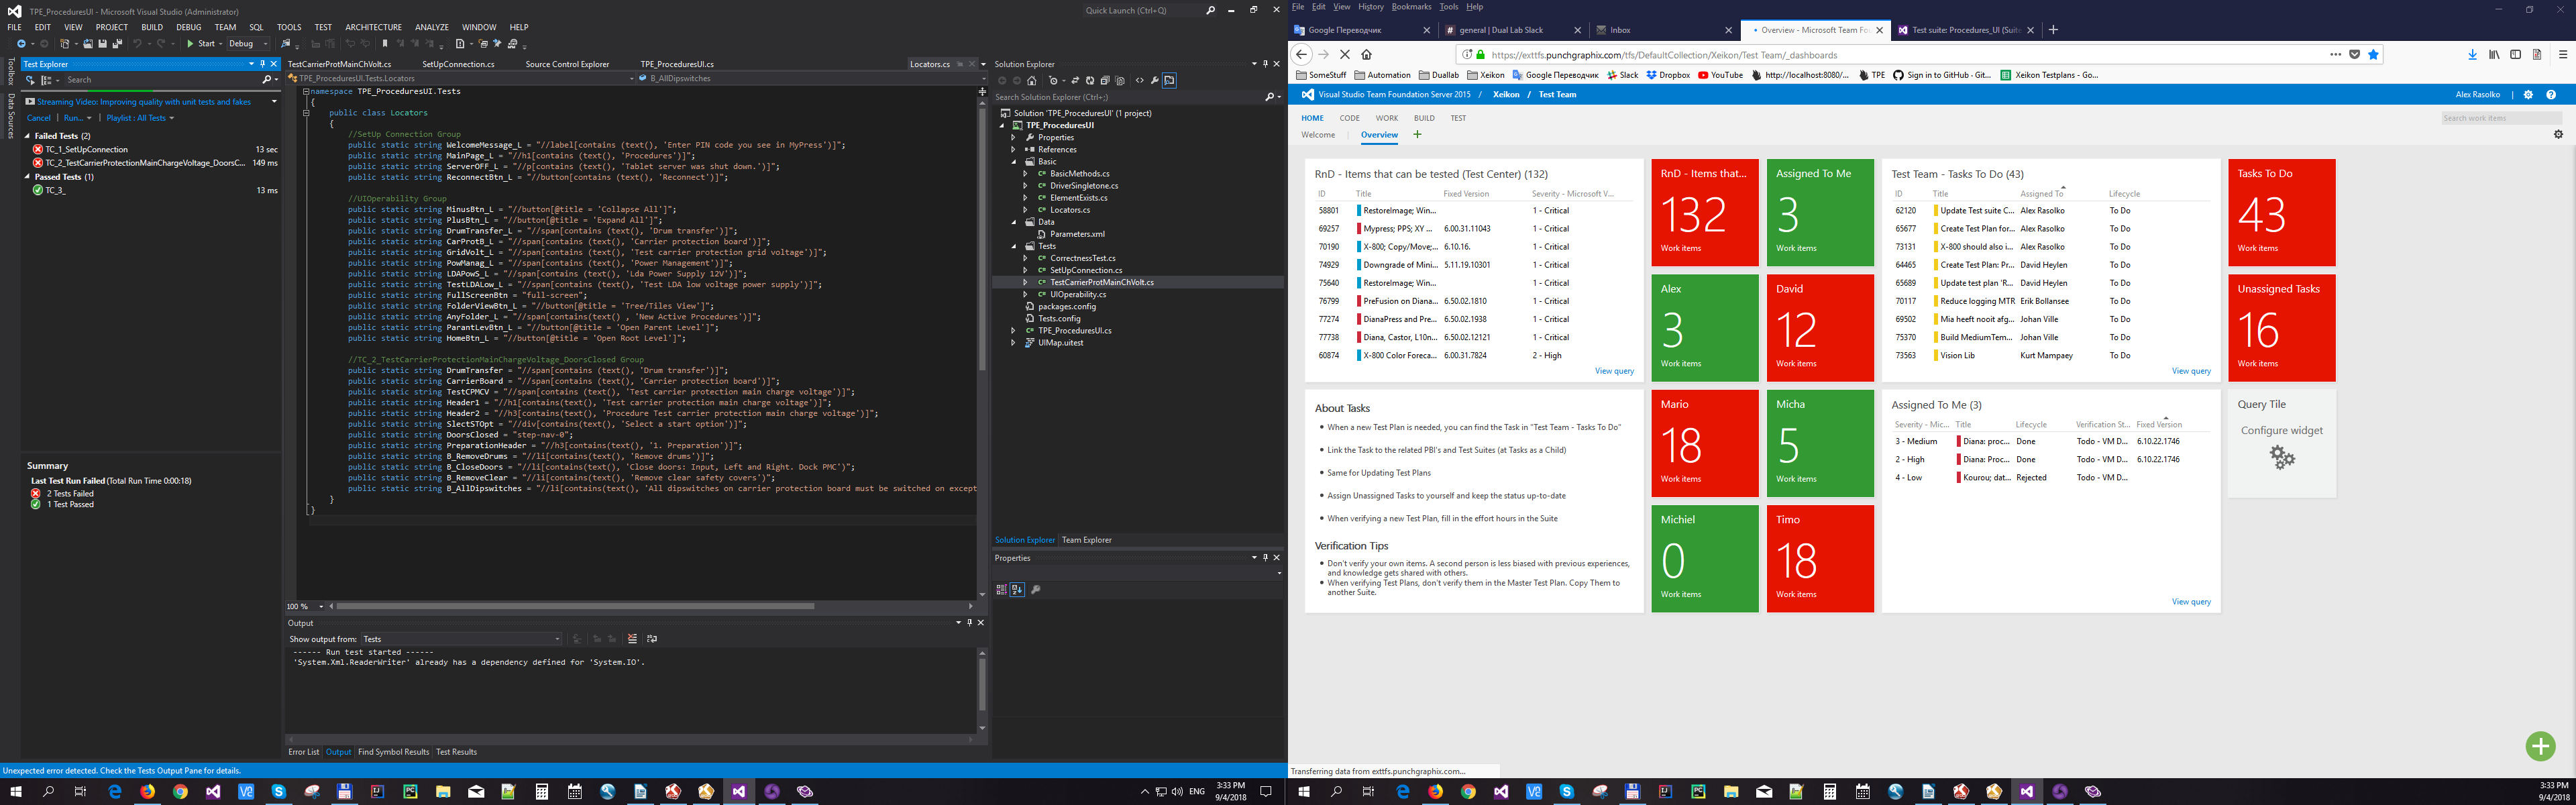 TPE_ProceduresUI - Microsoft Visual Studio (Administrator)
Quick Launch (Ctrl+Q)
FILE EDIT VIEW PROJECT BUILD DEBUG TEAM SQL TOOLS TEST ARCHITECTURE ANALYZE WINDOW HELP
Start Debug
Toolbox
Data Sources
Test Explorer
Search
Streaming Video: Improving quality with unit tests and fakes
Cancel | Run... | Playlist : All Tests
Failed Tests (2)
TC_1_SetUpConnection 13 sec
TC_2_TestCarrierProtectionMainChargeVoltage_DoorsC... 149 ms
Passed Tests (1)
TC_3_ 13 ms
Summary
Last Test Run Failed (Total Run Time 0:00:18)
2 Tests Failed
1 Test Passed
TestCarrierProtMainChVolt.cs SetUpConnection.cs Source Control Explorer TPE_ProceduresUI.cs Locators.cs
TPE_ProceduresUI.Tests.Locators B_AllDipswitches
namespace TPE_ProceduresUI.Tests
{
public class Locators
{
//SetUp Connection Group
public static string WelcomeMessage_L = "//label[contains (text(), 'Enter PIN code you see in MyPress')]";
public static string MainPage_L = "//h1[contains (text(), 'Procedures')]";
public static string ServerOFF_L = "//p[contains (text(), 'Tablet server was shut down.')]";
public static string ReconnectBtn_L = "//button[contains (text(), 'Reconnect')]";
//UIOperability Group
public static string MinusBtn_L = "//button[@title = 'Collapse All']";
public static string PlusBtn_L = "//button[@title = 'Expand All']";
public static string DrumTransfer_L = "//span[contains (text(), 'Drum transfer')]";
public static string CarProtB_L = "//span[contains (text(), 'Carrier protection board')]";
public static string GridVolt_L = "//span[contains (text(), 'Test carrier protection grid voltage')]";
public static string PowManag_L = "//span[contains (text(), 'Power Management')]";
public static string LDAPowS_L = "//span[contains (text(), 'Lda Power Supply 12V')]";
public static string TestLDALow_L = "//span[contains (text(), 'Test LDA low voltage power supply')]";
public static string FullScreenBtn = "full-screen";
public static string FolderViewBtn_L = "//button[@title = 'Tree/Tiles View']";
public static string AnyFolder_L = "//span[contains(text() , 'New Active Procedures')]";
public static string ParantLevBtn_L = "//button[@title = 'Open Parent Level']";
public static string HomeBtn_L = "//button[@title = 'Open Root Level']";
//TC_2_TestCarrierProtectionMainChargeVoltage_DoorsClosed Group
public static string DrumTransfer = "//span[contains (text(), 'Drum transfer')]";
public static string CarrierBoard = "//span[contains (text(), 'Carrier protection board')]";
public static string TestCPMCV = "//span[contains (text(), 'Test carrier protection main charge voltage')]";
public static string Header1 = "//h1[contains(text(), 'Test carrier protection main charge voltage')]";
public static string Header2 = "//h3[contains(text(), 'Procedure Test carrier protection main charge voltage')]";
public static string SlectSTOpt = "//div[contains(text(), 'Select a start option')]";
public static string DoorsClosed = "step-nav-0";
public static string PreparationHeader = "//h3[contains(text(), '1. Preparation')]";
public static string B_RemoveDrums = "//li[contains(text(), 'Remove drums')]";
public static string B_CloseDoors = "//li[contains(text(), 'Close doors: Input, Left and Right. Dock PMC')]";
public static string B_RemoveClear = "//li[contains(text(), 'Remove clear safety covers')]";
public static string B_AllDipswitches = "//li[contains(text(), 'All dipswitches on carrier protection board must be switched on except
}
}
100 %
Output
Show output from: Tests
------ Run test started ------
'System.Xml.ReaderWriter' already has a dependency defined for 'System.IO'.
Error List Output Find Symbol Results Test Results
Solution Explorer
Search Solution Explorer (Ctrl+;)
Solution 'TPE_ProceduresUI' (1 project)
TPE_ProceduresUI
Properties
References
Basic
BasicMethods.cs
DriverSingletone.cs
ElementExists.cs
Locators.cs
Data
Parameters.xml
Tests
CorrectnessTest.cs
SetUpConnection.cs
TestCarrierProtMainChVolt.cs
UIOperability.cs
packages.config
Tests.config
TPE_ProceduresUI.cs
UIMap.uitest
Solution Explorer Team Explorer
Properties
Unexpected error detected. Check the Tests Output Pane for details.
ENG
3:33 PM
9/4/2018
File Edit View History Bookmarks Tools Help
Google Переводчик
general | Dual Lab Slack
Inbox
Overview - Microsoft Team Fou
Test suite: Procedures_UI (Suite
https://exttfs.punchgraphix.com/tfs/DefaultCollection/Xeikon/Test Team/_dashboards
SomeStuff Automation Duallab Xeikon Google Переводчик Slack Dropbox YouTube http://localhost:8080/... TPE Sign in to GitHub · Git... Xeikon Testplans - Go...
Visual Studio Team Foundation Server 2015 / Xeikon / Test Team
Alex Rasolko |
HOME CODE WORK BUILD TEST
Search work items
Welcome | Overview
RnD - Items that can be tested (Test Center) (132)
ID Title Fixed Version Severity - Microsoft V...
58801 RestoreImage; Win... 1 - Critical
69257 Mypress; PPS; XY ... 6.00.31.11043 1 - Critical
70190 X-800; Copy/Move;... 6.10.16. 1 - Critical
74929 Downgrade of Mini... 5.11.19.10301 1 - Critical
75640 RestoreImage; Win... 1 - Critical
76799 PreFusion on Diana... 6.50.02.1810 1 - Critical
77274 DianaPress and Pre... 6.50.02.1938 1 - Critical
77738 Diana, Castor, L10n... 6.50.02.12121 1 - Critical
60874 X-800 Color Foreca... 6.00.31.7824 2 - High
View query
RnD - Items that...
132
Work items
Assigned To Me
3
Work items
Test Team - Tasks To Do (43)
ID Title Assigned To Lifecycle
62120 Update Test suite C... Alex Rasolko To Do
65677 Create Test Plan for... Alex Rasolko To Do
73131 X-800 should also i... Alex Rasolko To Do
64465 Create Test Plan: Pr... David Heylen To Do
65689 Update test plan 'R... David Heylen To Do
70117 Reduce logging MTR Erik Bollansee To Do
69502 Mia heeft nooit afg... Johan Ville To Do
75370 Build MediumTem... Johan Ville To Do
73563 Vision Lib Kurt Mampaey To Do
View query
Tasks To Do
43
Work items
Alex
3
Work items
David
12
Work items
Unassigned Tasks
16
Work items
About Tasks
• When a new Test Plan is needed, you can find the Task in "Test Team - Tasks To Do"
• Link the Task to the related PBI's and Test Suites (at Tasks as a Child)
• Same for Updating Test Plans
• Assign Unassigned Tasks to yourself and keep the status up-to-date
• When verifying a new Test Plan, fill in the effort hours in the Suite
Verification Tips
• Don't verify your own items. A second person is less biased with previous experiences,
and knowledge gets shared with others.
• When verifying Test Plans, don't verify them in the Master Test Plan. Copy Them to
another Suite.
Mario
18
Work items
Micha
5
Work items
Assigned To Me (3)
Severity - Mic... Title Lifecycle Verification St... Fixed Version
3 - Medium Diana: proc... Done Todo - VM D... 6.10.22.1746
2 - High Diana: Proc... Done Todo - VM D... 6.10.22.1746
4 - Low Kourou; dat... Rejected Todo - VM D...
View query
Query Tile
Configure widget
Michiel
0
Work items
Timo
18
Work items
Transferring data from exttfs.punchgraphix.com...
3:33 PM
9/4/2018